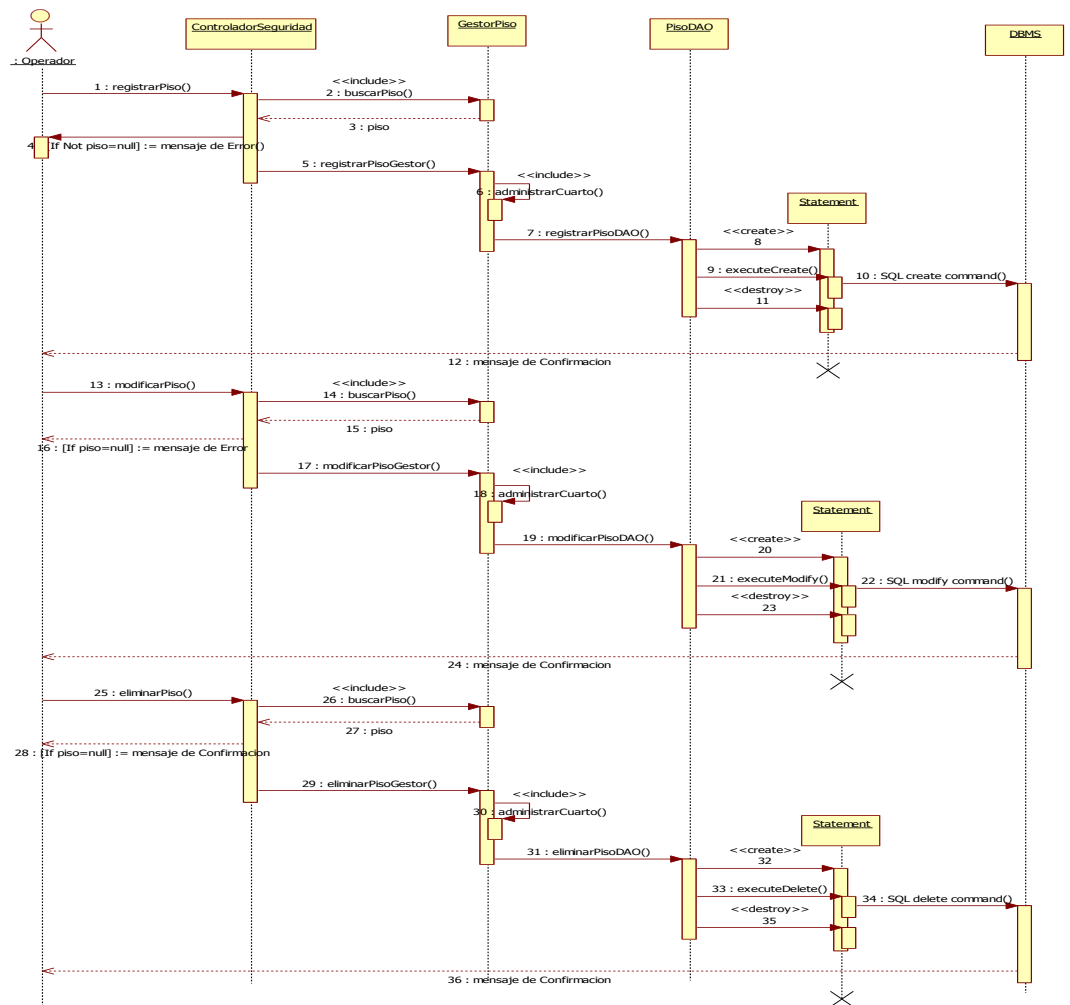 ControladorSeguridad
GestorPiso
PisoDAO
DBMS
: Operador
1 : registrarPiso()
<<include>>
2 : buscarPiso()
3 : piso
4 : [If Not piso=null] := mensaje de Error()
5 : registrarPisoGestor()
<<include>>
6 : administrarCuarto()
Statement
7 : registrarPisoDAO()
<<create>>
8
9 : executeCreate()
10 : SQL create command()
<<destroy>>
11
12 : mensaje de Confirmacion
13 : modificarPiso()
<<include>>
14 : buscarPiso()
15 : piso
16 : [If piso=null] := mensaje de Error
17 : modificarPisoGestor()
<<include>>
18 : administrarCuarto()
Statement
19 : modificarPisoDAO()
<<create>>
20
21 : executeModify()
22 : SQL modify command()
<<destroy>>
23
24 : mensaje de Confirmacion
25 : eliminarPiso()
<<include>>
26 : buscarPiso()
27 : piso
28 : [If piso=null] := mensaje de Confirmacion
29 : eliminarPisoGestor()
<<include>>
30 : administrarCuarto()
Statement
31 : eliminarPisoDAO()
<<create>>
32
33 : executeDelete()
34 : SQL delete command()
<<destroy>>
35
36 : mensaje de Confirmacion